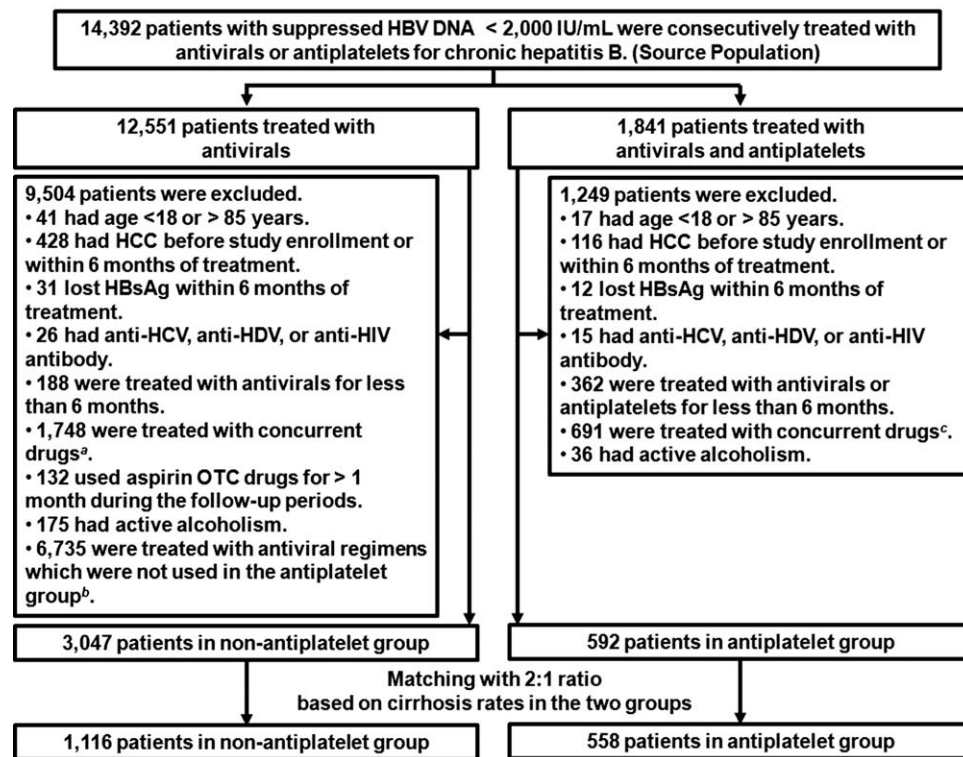 14,392 patients with suppressed HBV DNA < 2,000 IU/mL were consecutively treated with
antivirals or antiplatelets for chronic hepatitis B. (Source Population)
12,551 patients treated with
antivirals
1,841 patients treated with
antivirals and antiplatelets
9,504 patients were excluded.
• 41 had age <18 or > 85 years.
• 428 had HCC before study enrollment or
within 6 months of treatment.
• 31 lost HBsAg within 6 months of
treatment.
• 26 had anti-HCV, anti-HDV, or anti-HIV
antibody.
• 188 were treated with antivirals for less
than 6 months.
• 1,748 were treated with concurrent
drugsa.
• 132 used aspirin OTC drugs for > 1
month during the follow-up periods.
• 175 had active alcoholism.
• 6,735 were treated with antiviral regimens
which were not used in the antiplatelet
groupb.
1,249 patients were excluded.
• 17 had age <18 or > 85 years.
• 116 had HCC before study enrollment or
within 6 months of treatment.
• 12 lost HBsAg within 6 months of
treatment.
• 15 had anti-HCV, anti-HDV, or anti-HIV
antibody.
• 362 were treated with antivirals or
antiplatelets for less than 6 months.
• 691 were treated with concurrent drugsc.
• 36 had active alcoholism.
3,047 patients in non-antiplatelet group
592 patients in antiplatelet group
Matching with 2:1 ratio
based on cirrhosis rates in the two groups
1,116 patients in non-antiplatelet group
558 patients in antiplatelet group